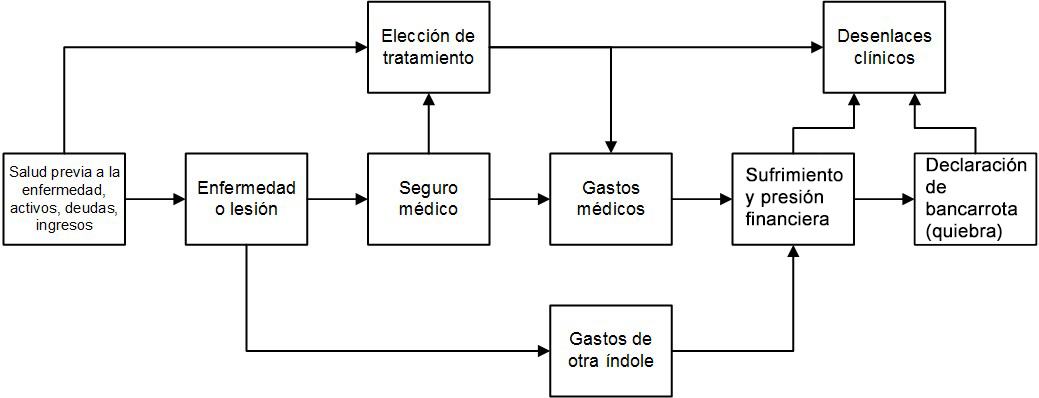 Elección de
tratamiento
Desenlaces
clínicos
Salud previa a la
enfermedad,
activos, deudas,
ingresos
Enfermedad
o lesión
Seguro
médico
Gastos
médicos
Sufrimiento
y presión
financiera
Declaración
de
bancarrota
(quiebra)
Gastos de
otra índole